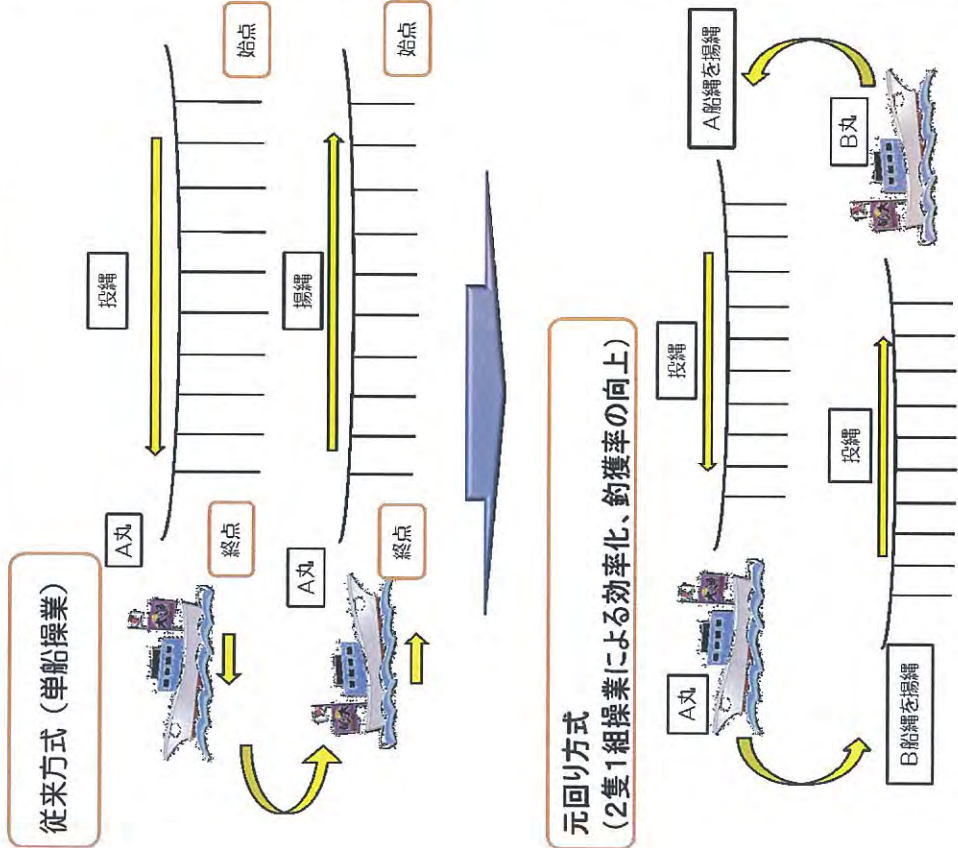 従来方式（単船操業）
A丸
投縄
終点
始点
A丸
揚縄
終点
始点
元回り方式
（2隻1組操業による効率化、釣獲率の向上）
A丸
投縄
A船縄を揚縄
B船縄を揚縄
投縄
B丸